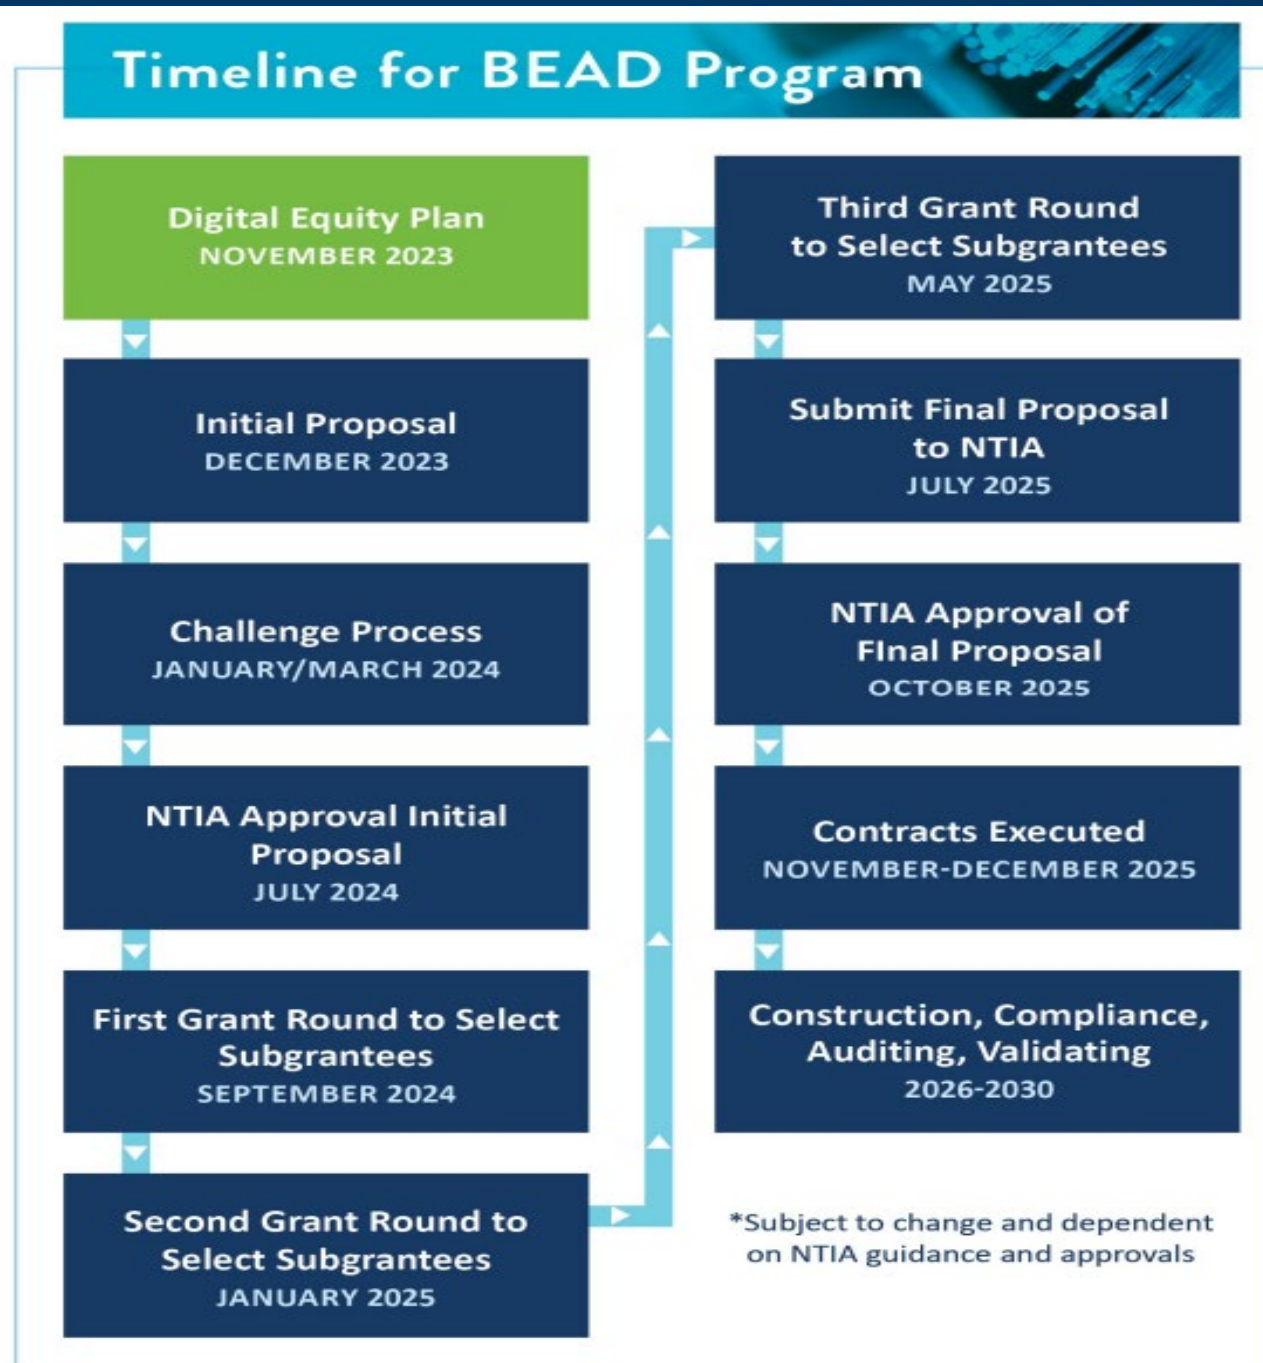 Timeline for BEAD Program
Digital Equity Plan
NOVEMBER 2023
Initial Proposal
DECEMBER 2023
Challenge Process
JANUARY/MARCH 2024
NTIA Approval Initial
Proposal
JULY 2024
First Grant Round to Select
Subgrantees
SEPTEMBER 2024
Second Grant Round to
Select Subgrantees
JANUARY 2025
Third Grant Round
to Select Subgrantees
MAY 2025
Submit Final Proposal
to NTIA
JULY 2025
NTIA Approval of
FInal Proposal
OCTOBER 2025
Contracts Executed
NOVEMBER-DECEMBER 2025
Construction, Compliance,
Auditing, Validating
2026-2030
*Subject to change and dependent
on NTIA guidance and approvals